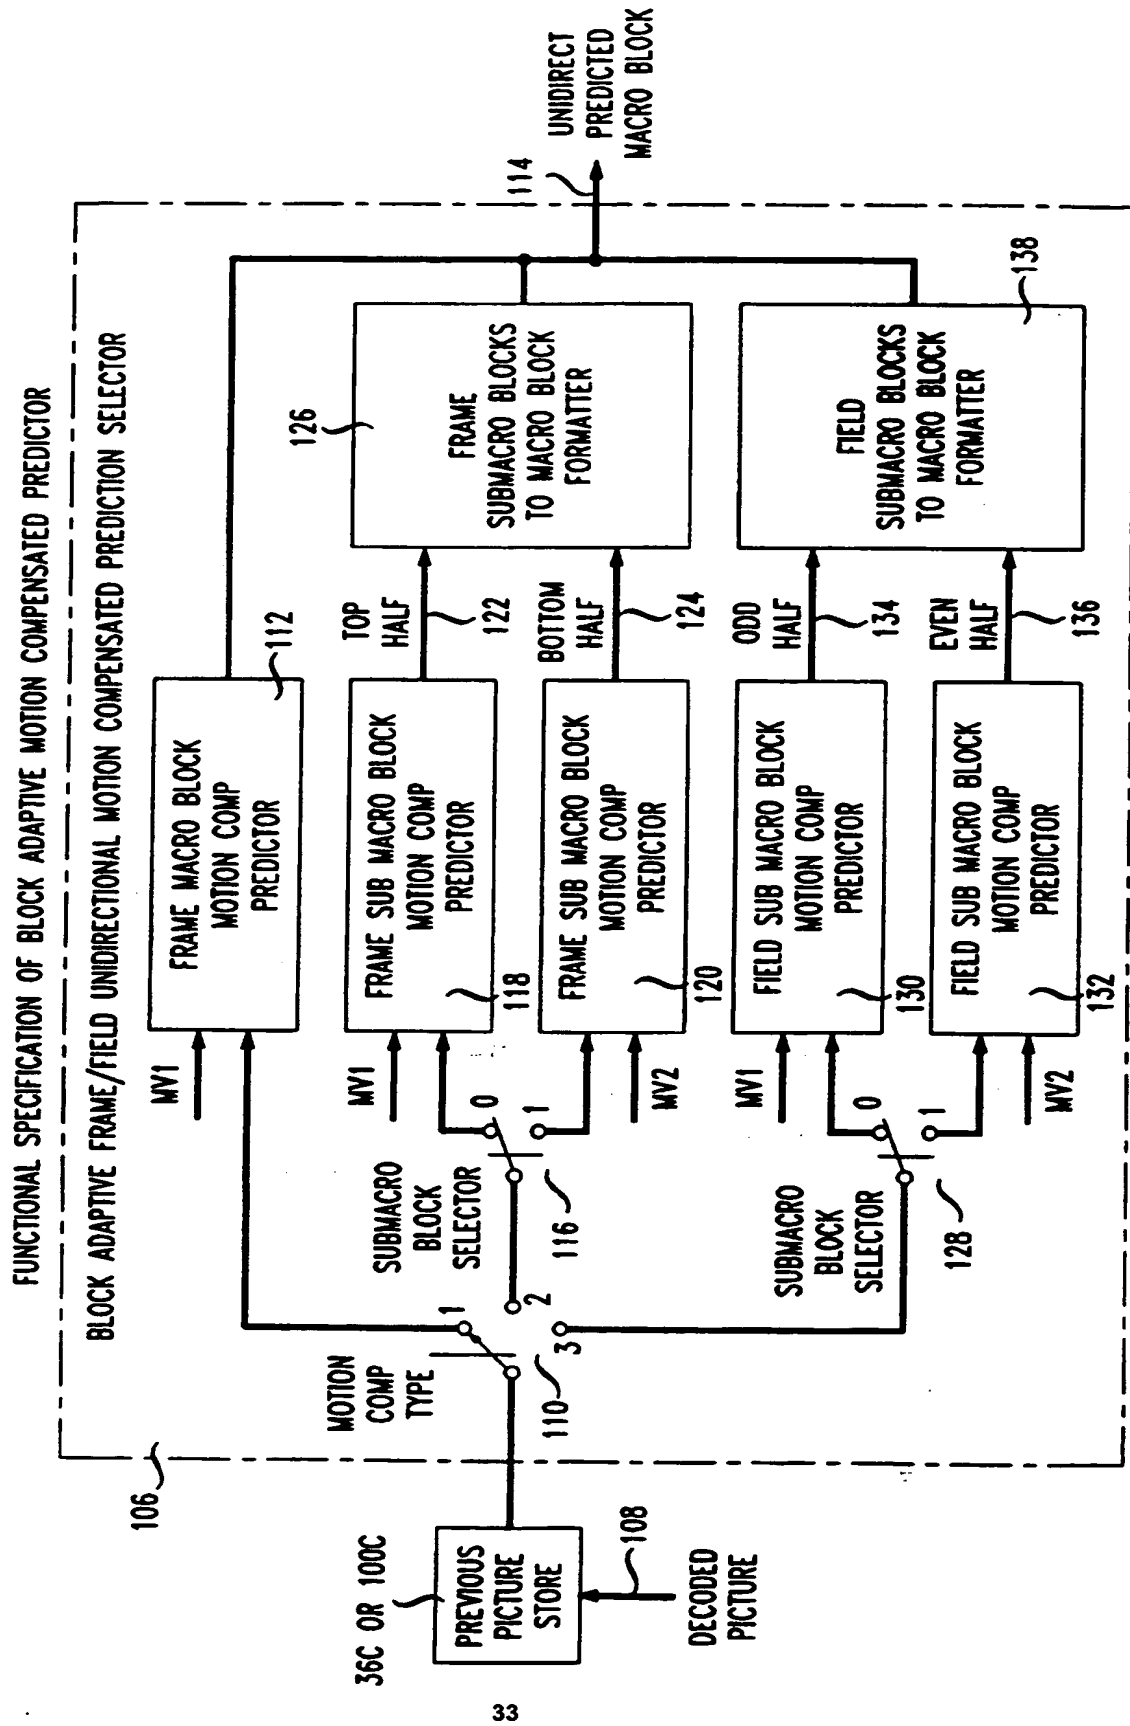 FUNCTIONAL SPECIFICATION OF BLOCK ADAPTIVE MOTION COMPENSATED PREDICTOR
BLOCK ADAPTIVE FRAME/FIELD UNIDIRECTIONAL MOTION COMPENSATED PREDICTION SELECTOR
106
36C OR 100C
PREVIOUS
PICTURE
STORE
108
DECODED
PICTURE
MOTION
COMP
TYPE
1
2
3
110
MV1
FRAME MACRO BLOCK
MOTION COMP
PREDICTOR
112
SUBMACRO
BLOCK
SELECTOR
0
1
116
MV1
FRAME SUB MACRO BLOCK
MOTION COMP
PREDICTOR
118
TOP
HALF
122
MV2
FRAME SUB MACRO BLOCK
MOTION COMP
PREDICTOR
120
BOTTOM
HALF
124
126
FRAME
SUBMACRO BLOCKS
TO MACRO BLOCK
FORMATTER
SUBMACRO
BLOCK
SELECTOR
0
1
128
MV1
FIELD SUB MACRO BLOCK
MOTION COMP
PREDICTOR
130
ODD
HALF
134
MV2
FIELD SUB MACRO BLOCK
MOTION COMP
PREDICTOR
132
EVEN
HALF
136
FIELD
SUBMACRO BLOCKS
TO MACRO BLOCK
FORMATTER
138
114
UNIDIRECT
PREDICTED
MACRO BLOCK
33